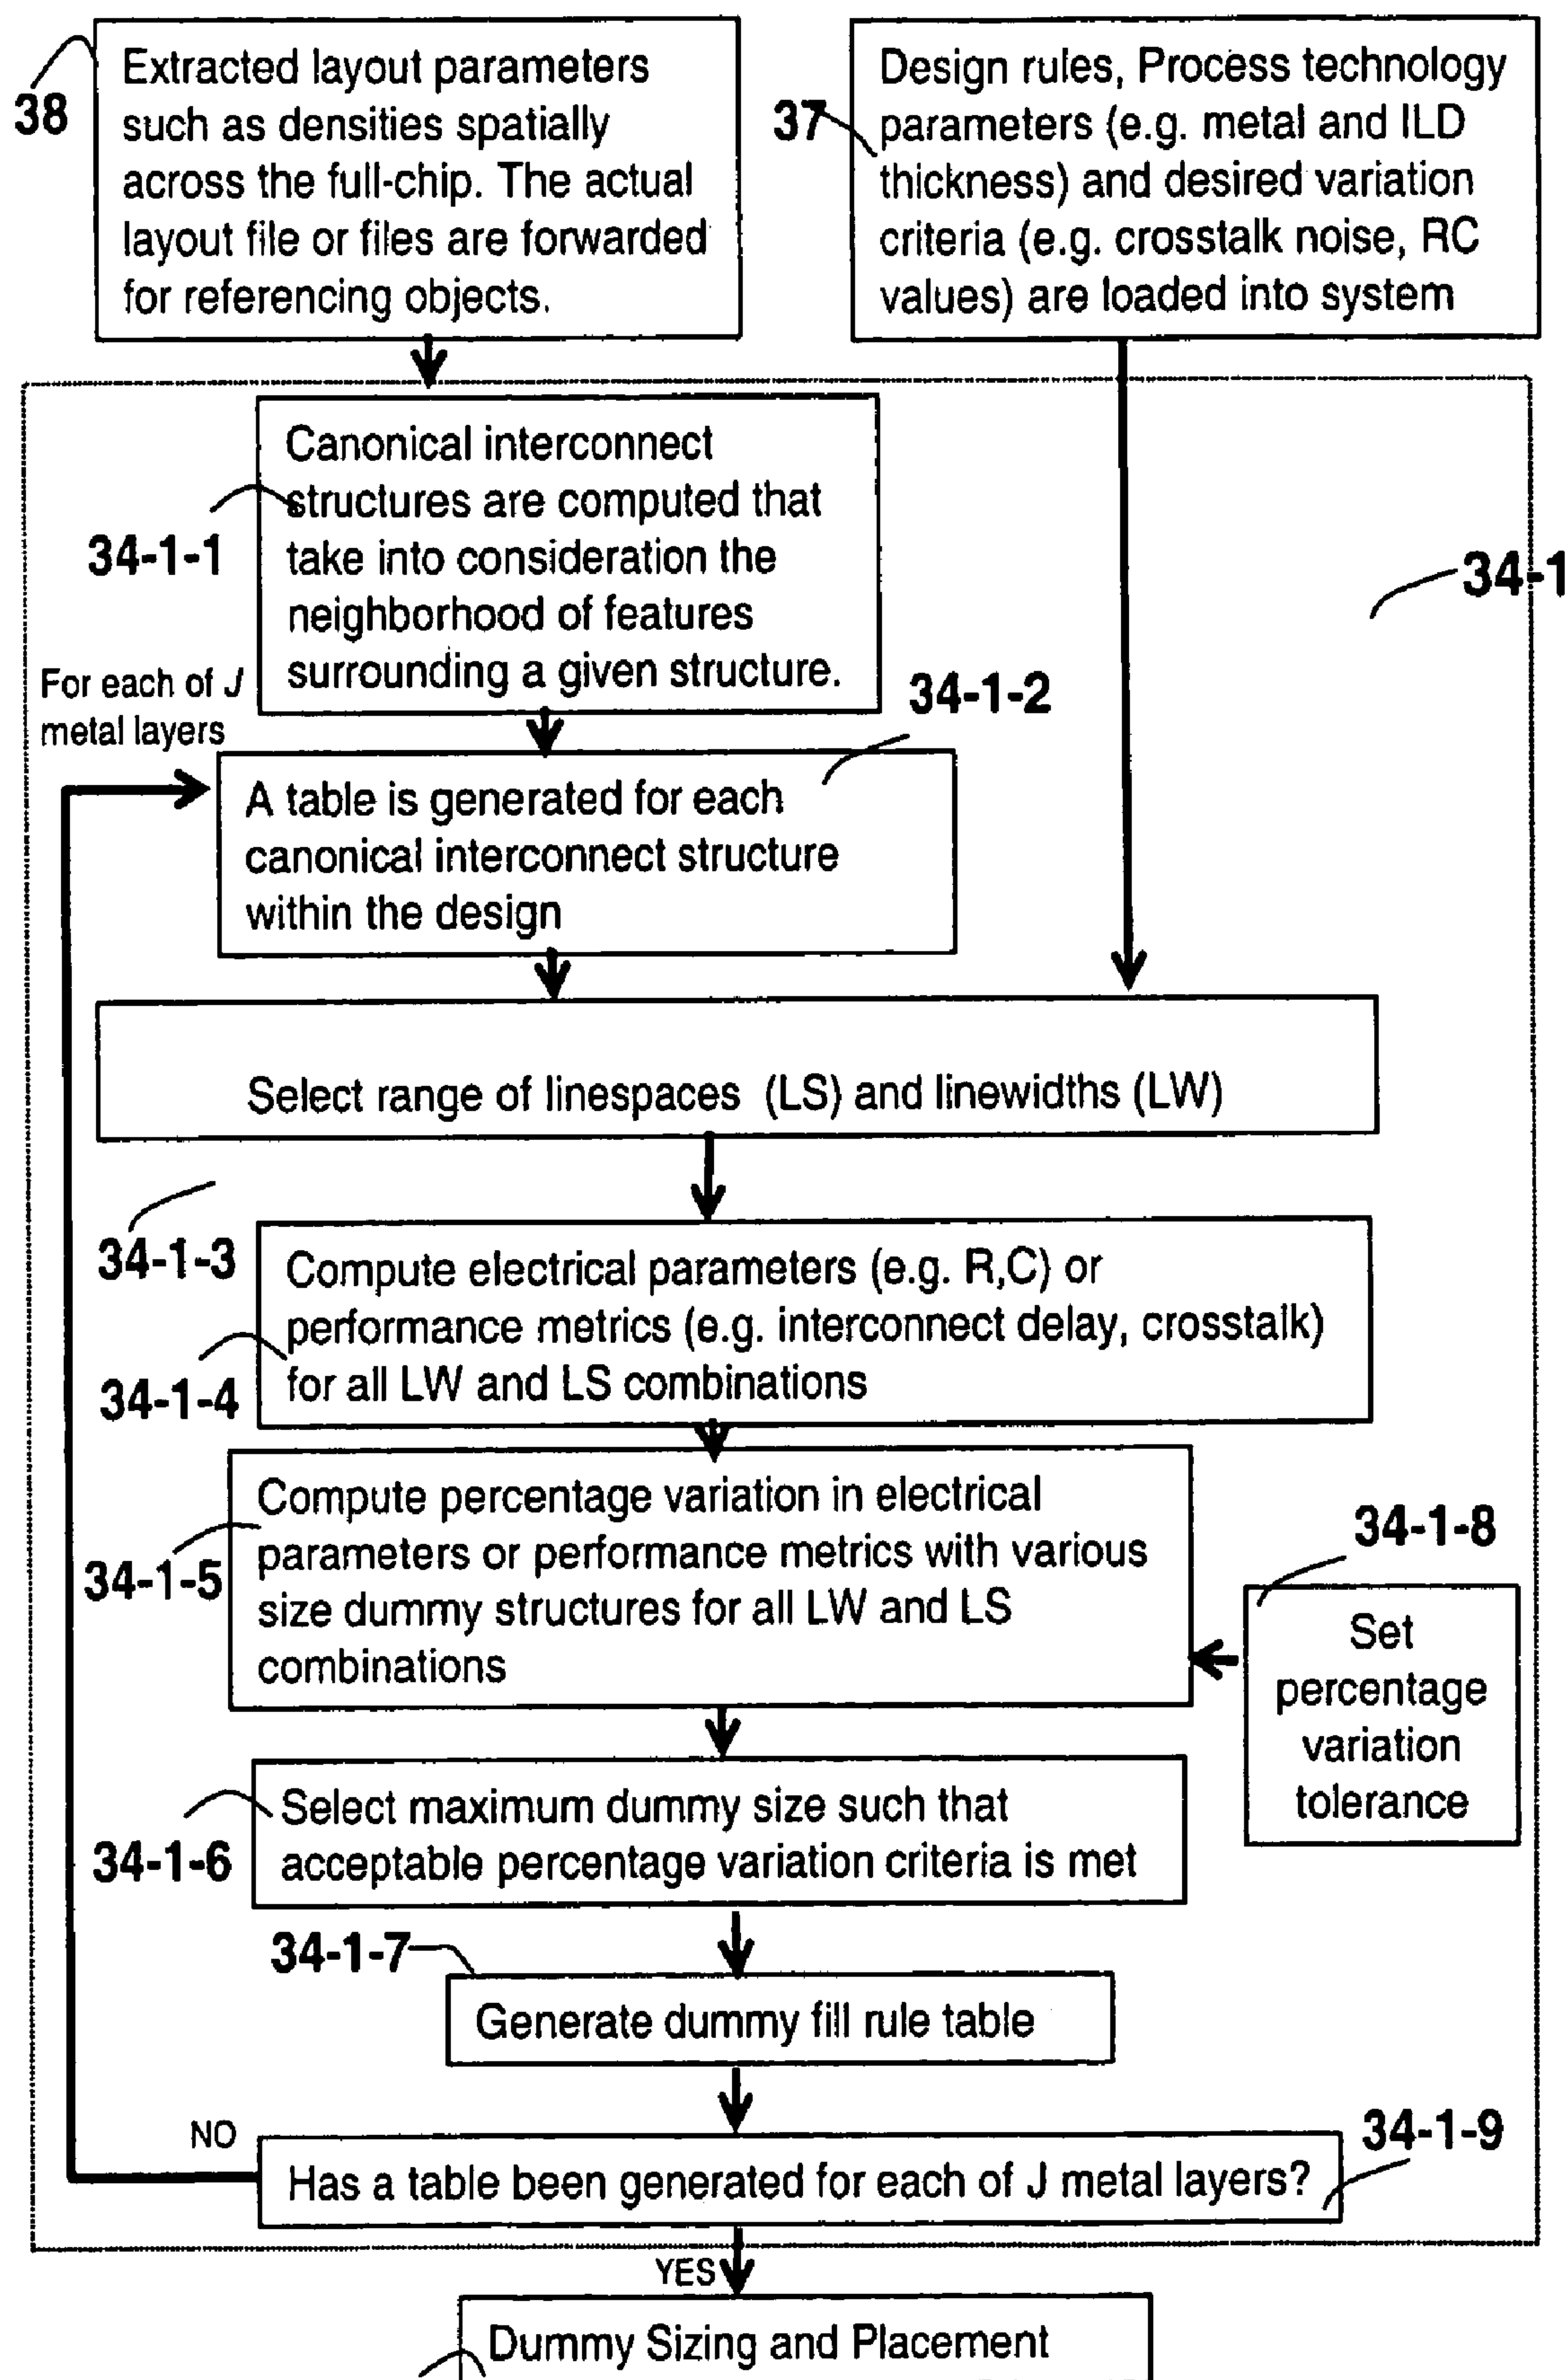 Extracted layout parameters
such as densities spatially
across the full-chip. The actual
layout file or files are forwarded
for referencing objects.
38
Design rules, Process technology
parameters (e.g. metal and ILD
thickness) and desired variation
criteria (e.g. crosstalk noise, RC
values) are loaded into system
37
Canonical interconnect
structures are computed that
take into consideration the
neighborhood of features
surrounding a given structure.
34-1-1
34-1
For each of J
metal layers
34-1-2
A table is generated for each
canonical interconnect structure
within the design
Select range of linespaces (LS) and linewidths (LW)
34-1-3
Compute electrical parameters (e.g. R,C) or
performance metrics (e.g. interconnect delay, crosstalk)
for all LW and LS combinations
34-1-4
Compute percentage variation in electrical
parameters or performance metrics with various
size dummy structures for all LW and LS
combinations
34-1-5
34-1-8
Set
percentage
variation
tolerance
Select maximum dummy size such that
acceptable percentage variation criteria is met
34-1-6
34-1-7
Generate dummy fill rule table
NO
34-1-9
Has a table been generated for each of J metal layers?
YES
Dummy Sizing and Placement